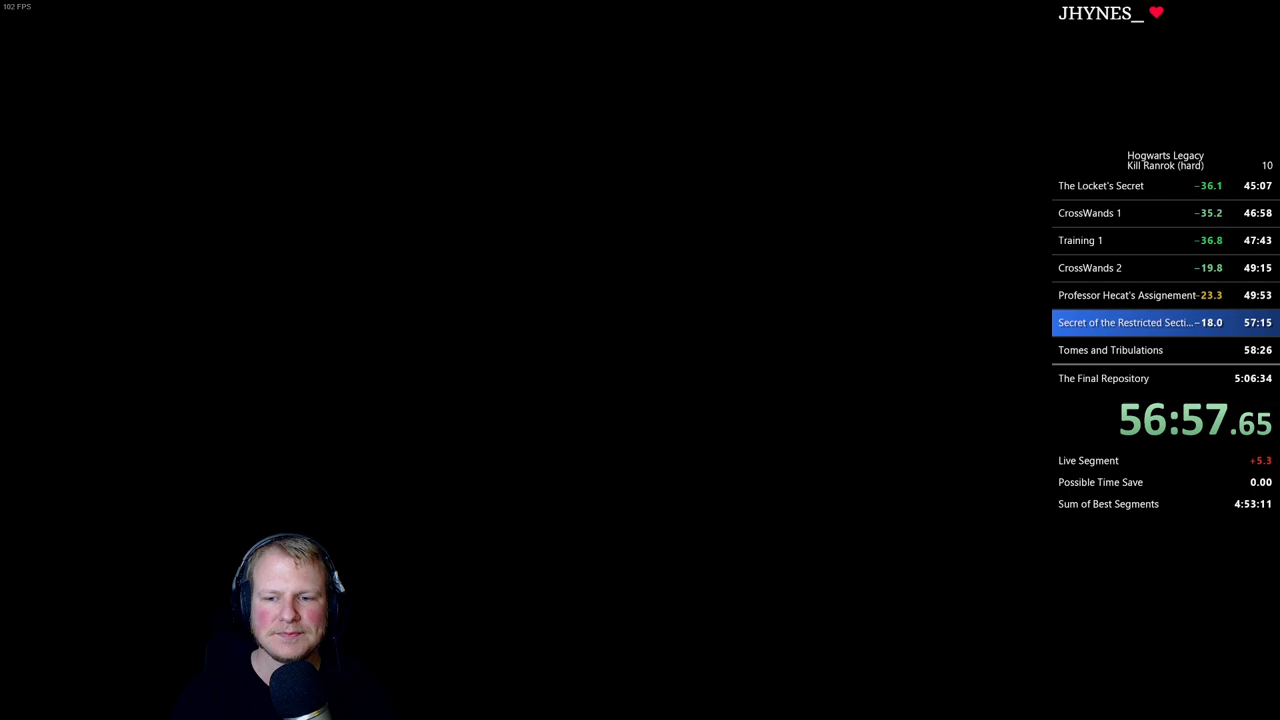 102 FPS
JHYNES_ ❤
Hogwarts Legacy
Kill Ranrok (hard) 10
The Locket's Secret −36.1 45:07
CrossWands 1 −35.2 46:58
Training 1 −36.8 47:43
CrossWands 2 −19.8 49:15
Professor Hecat's Assignement −23.3 49:53
Secret of the Restricted Secti... −18.0 57:15
Tomes and Tribulations 58:26
The Final Repository 5:06:34
56:57.65
Live Segment +5.3
Possible Time Save 0.00
Sum of Best Segments 4:53:11